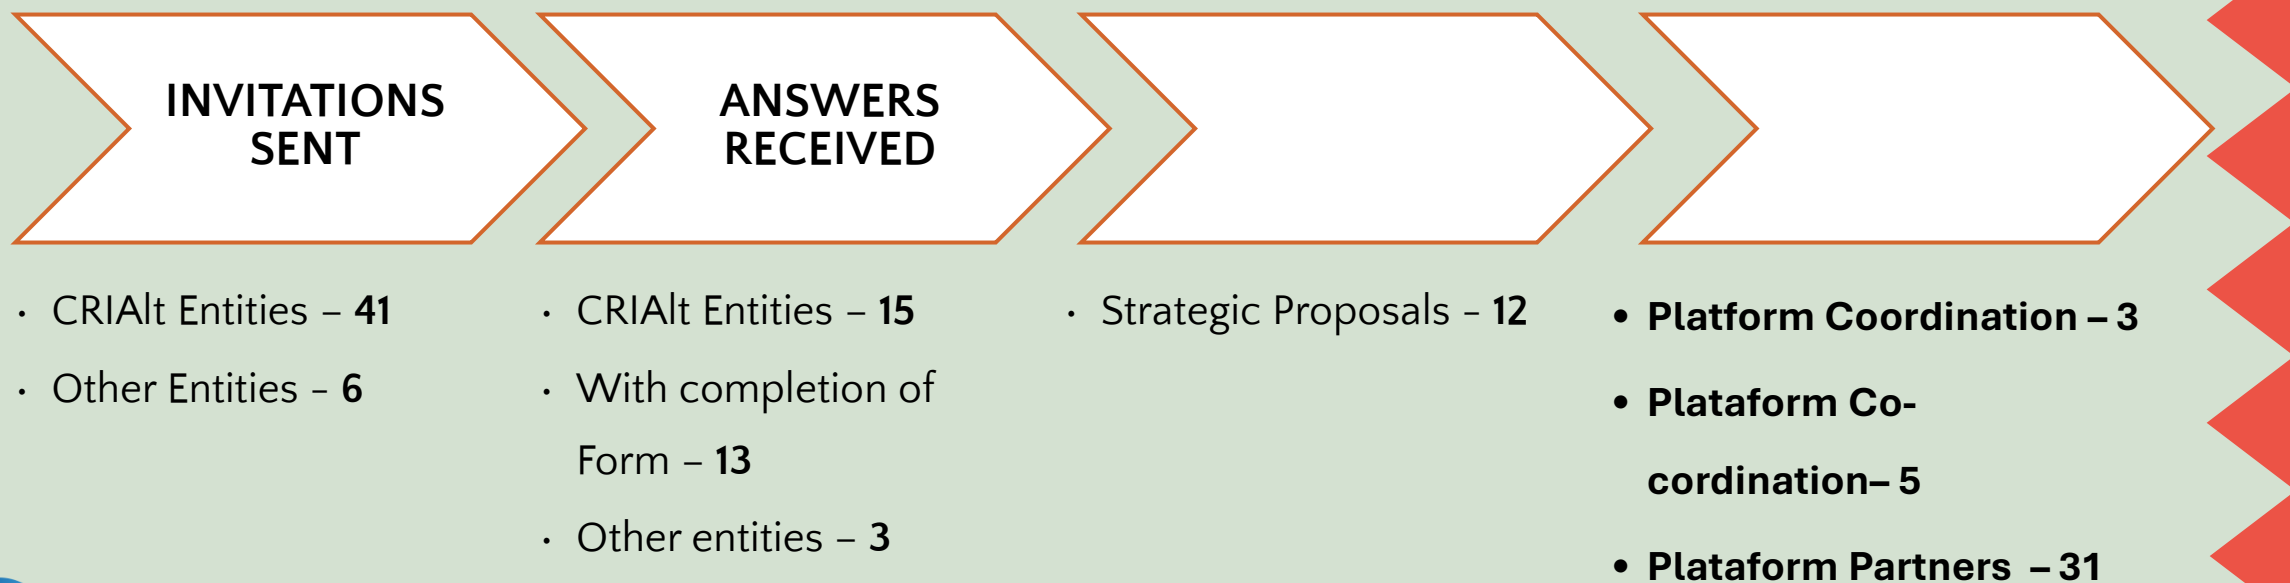 INVITATIONS
SENT
ANSWERS
RECEIVED
• CRIAlt Entities – 41
• Other Entities – 6
• CRIAlt Entities – 15
• With completion of
Form – 13
• Other entities – 3
• Strategic Proposals – 12
• Platform Coordination – 3
• Plataform Co-
cordination– 5
• Plataform Partners – 31